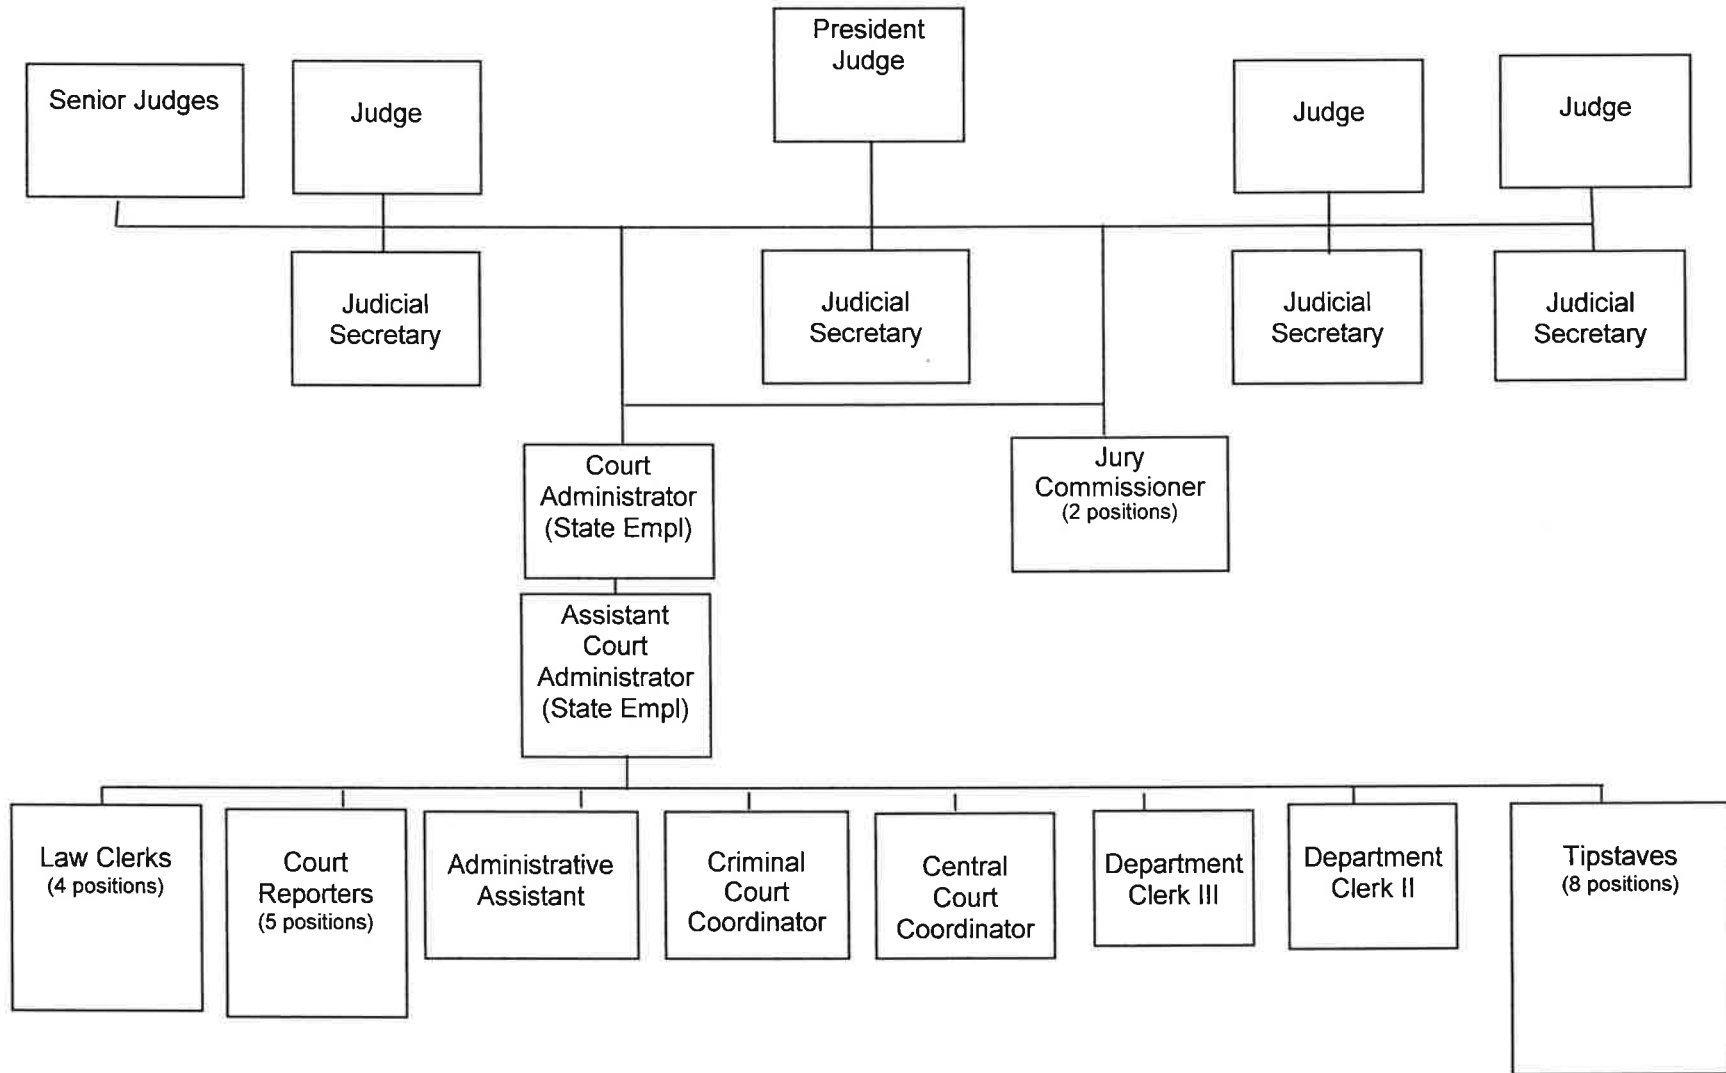 President
Judge
Senior Judges
Judge
Judge
Judge
Judicial
Secretary
Judicial
Secretary
Judicial
Secretary
Judicial
Secretary
Court
Administrator
(State Empl)
Jury
Commissioner
(2 positions)
Assistant
Court
Administrator
(State Empl)
Law Clerks
(4 positions)
Court
Reporters
(5 positions)
Administrative
Assistant
Criminal
Court
Coordinator
Central
Court
Coordinator
Department
Clerk III
Department
Clerk II
Tipstaves
(8 positions)